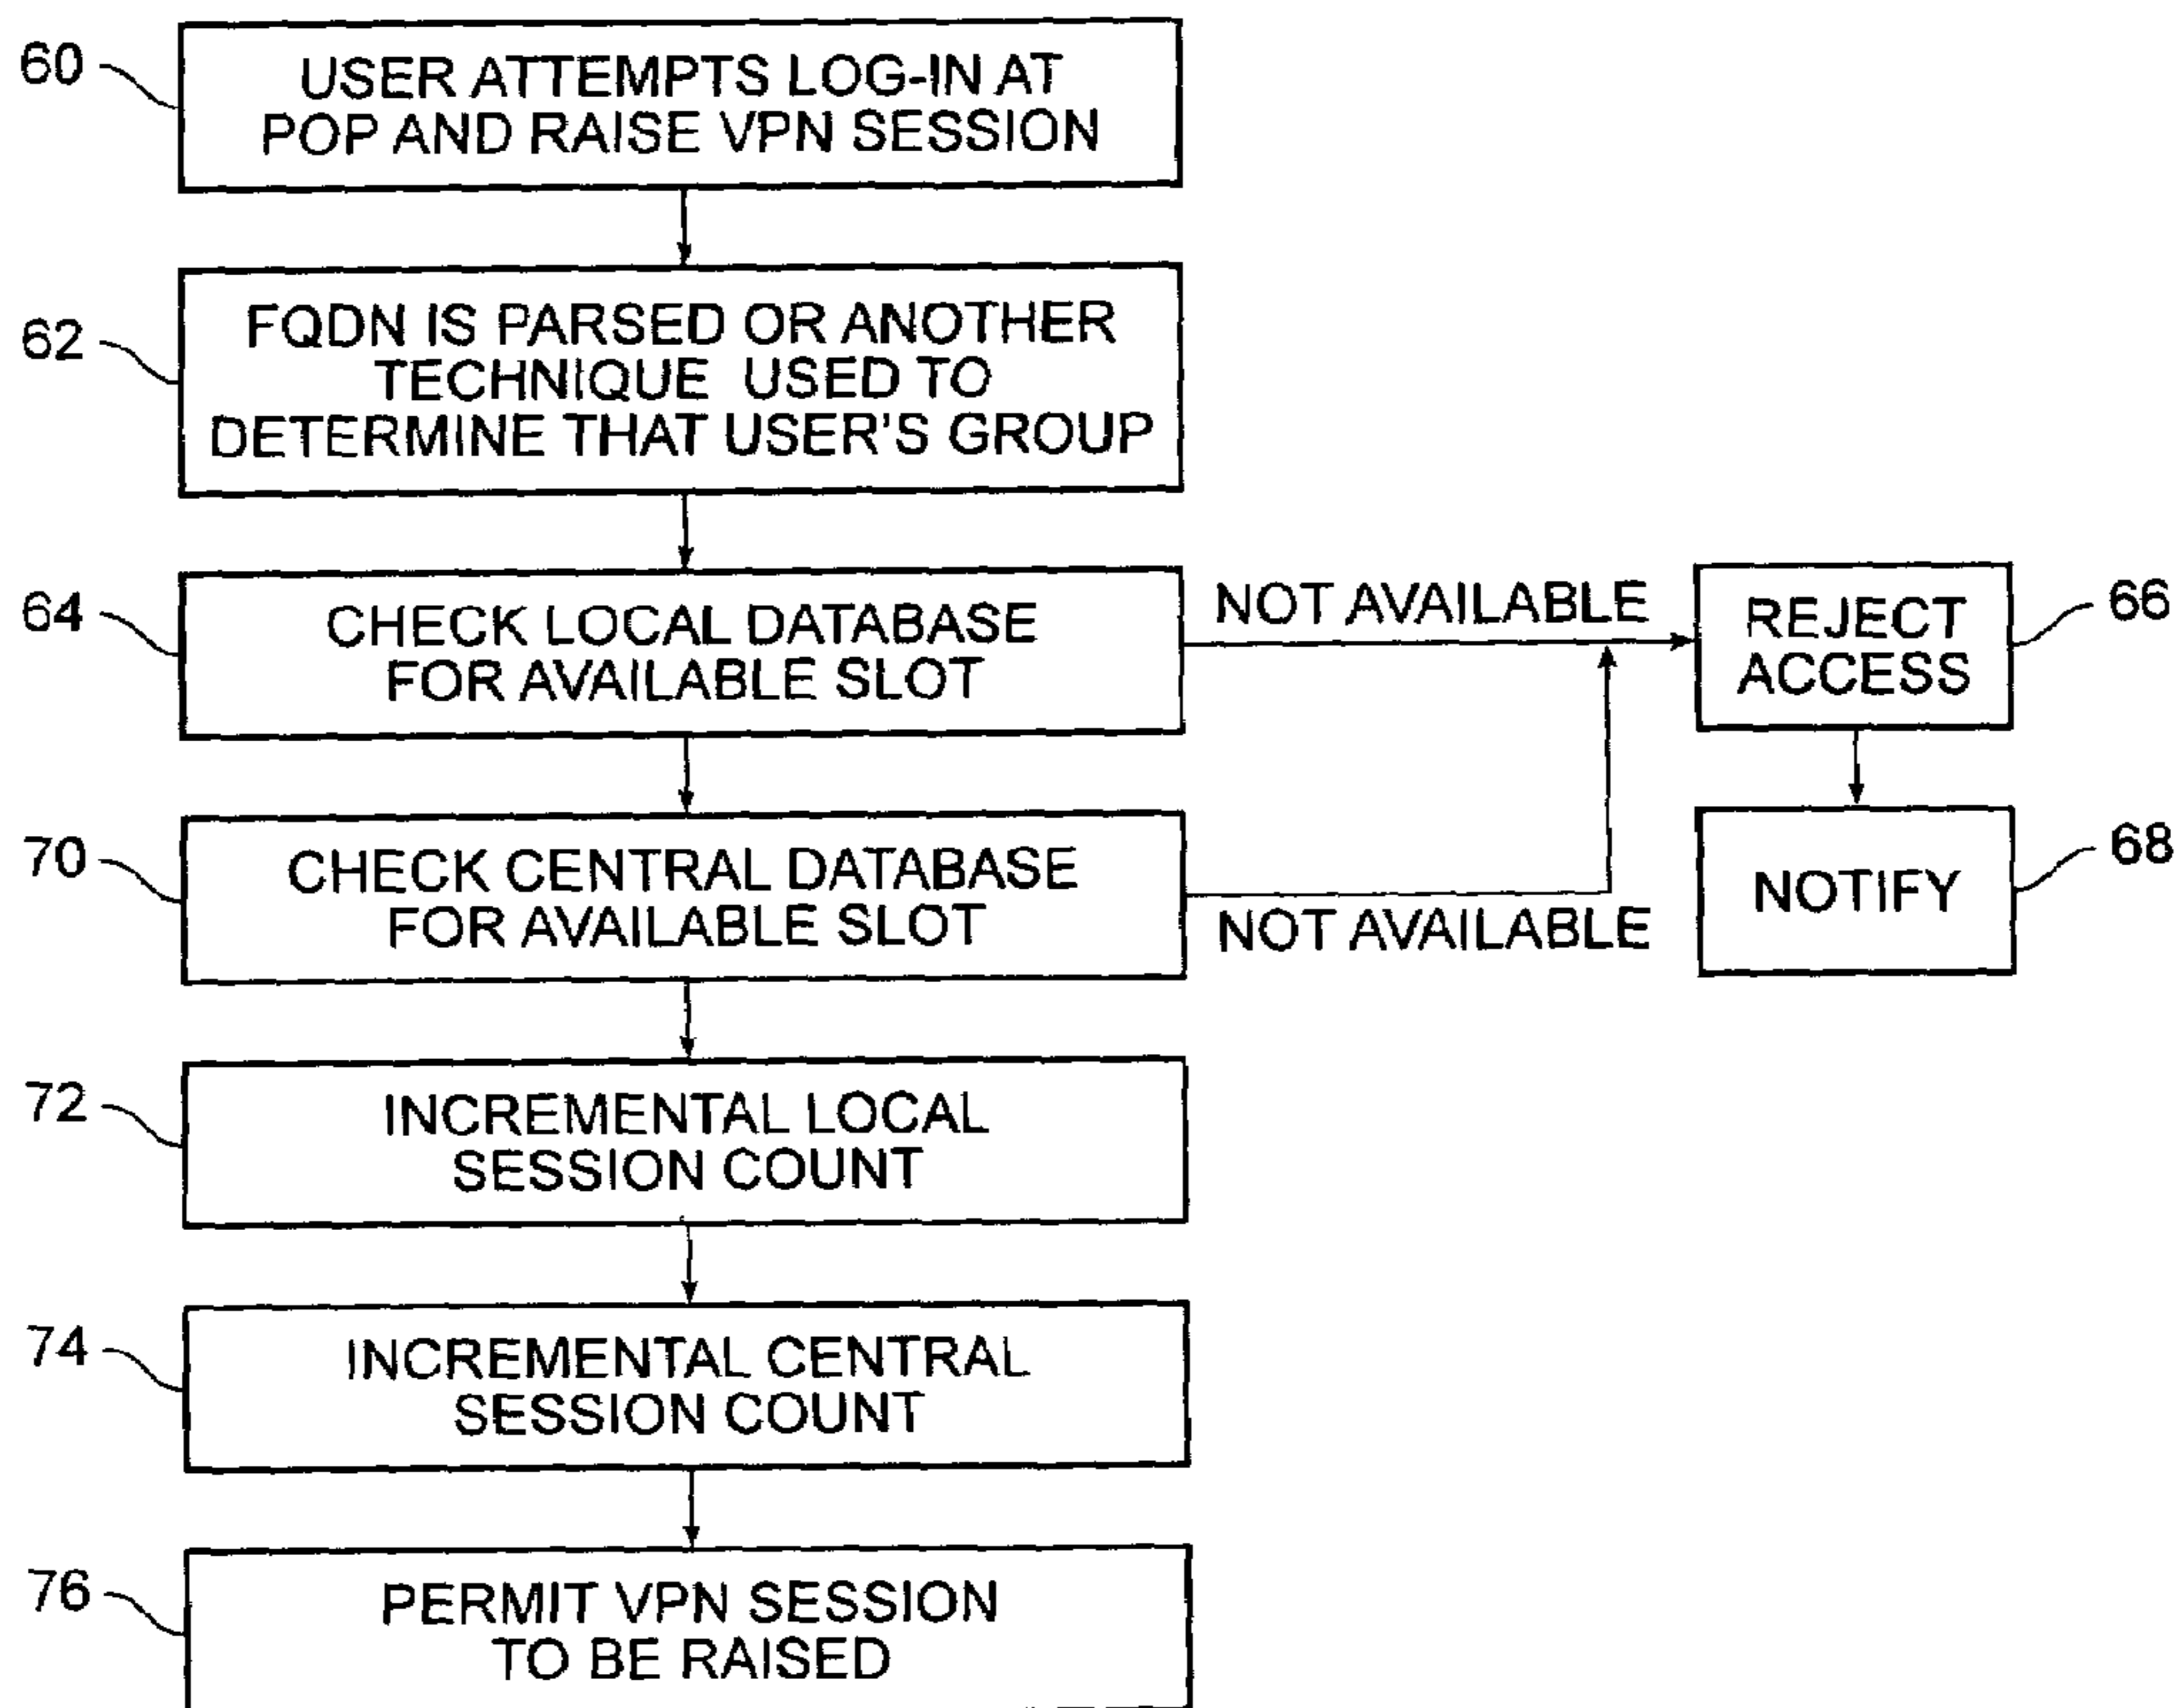 60
USER ATTEMPTS LOG-IN AT
POP AND RAISE VPN SESSION
62
FQDN IS PARSED OR ANOTHER
TECHNIQUE USED TO
DETERMINE THAT USER'S GROUP
64
CHECK LOCAL DATABASE
FOR AVAILABLE SLOT
NOT AVAILABLE
REJECT
ACCESS
66
70
CHECK CENTRAL DATABASE
FOR AVAILABLE SLOT
NOT AVAILABLE
NOTIFY
68
72
INCREMENTAL LOCAL
SESSION COUNT
74
INCREMENTAL CENTRAL
SESSION COUNT
76
PERMIT VPN SESSION
TO BE RAISED